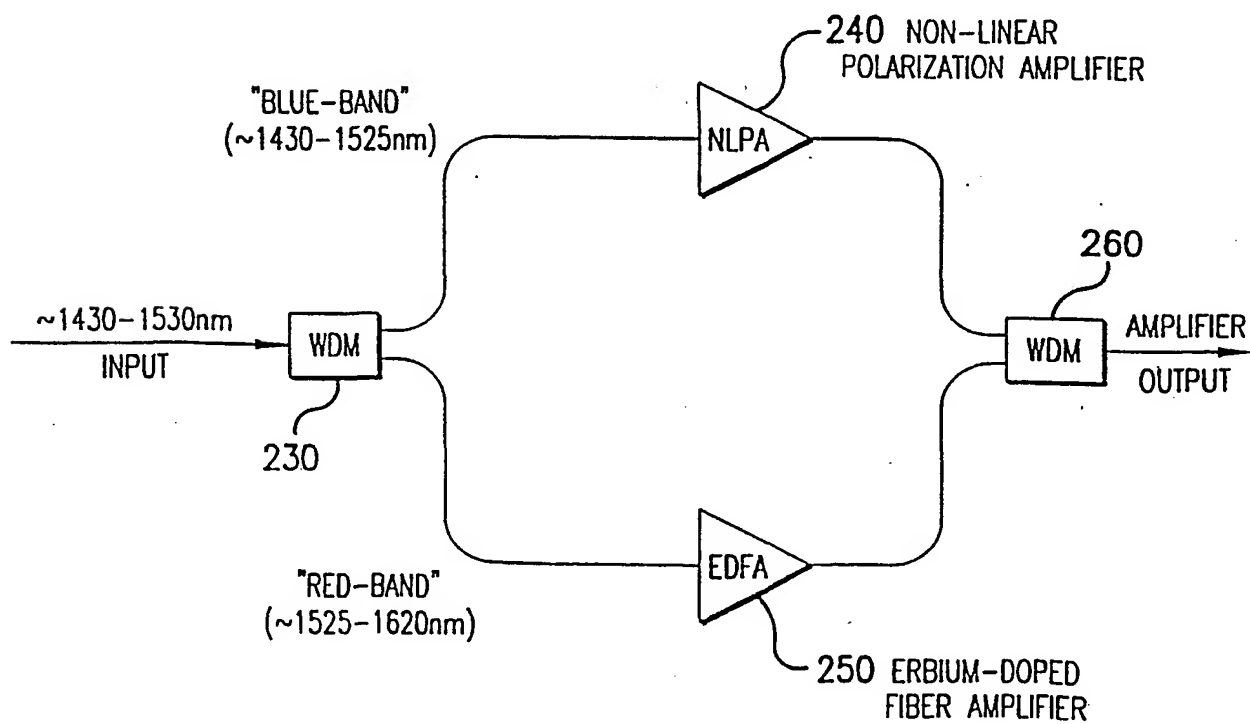 240 NON-LINEAR
POLARIZATION AMPLIFIER
"BLUE-BAND"
(~1430-1525nm)
NLPA
260
~1430-1530nm
INPUT
WDM
230
WDM
AMPLIFIER
OUTPUT
EDFA
"RED-BAND"
(~1525-1620nm)
250 ERBIUM-DOPED
FIBER AMPLIFIER